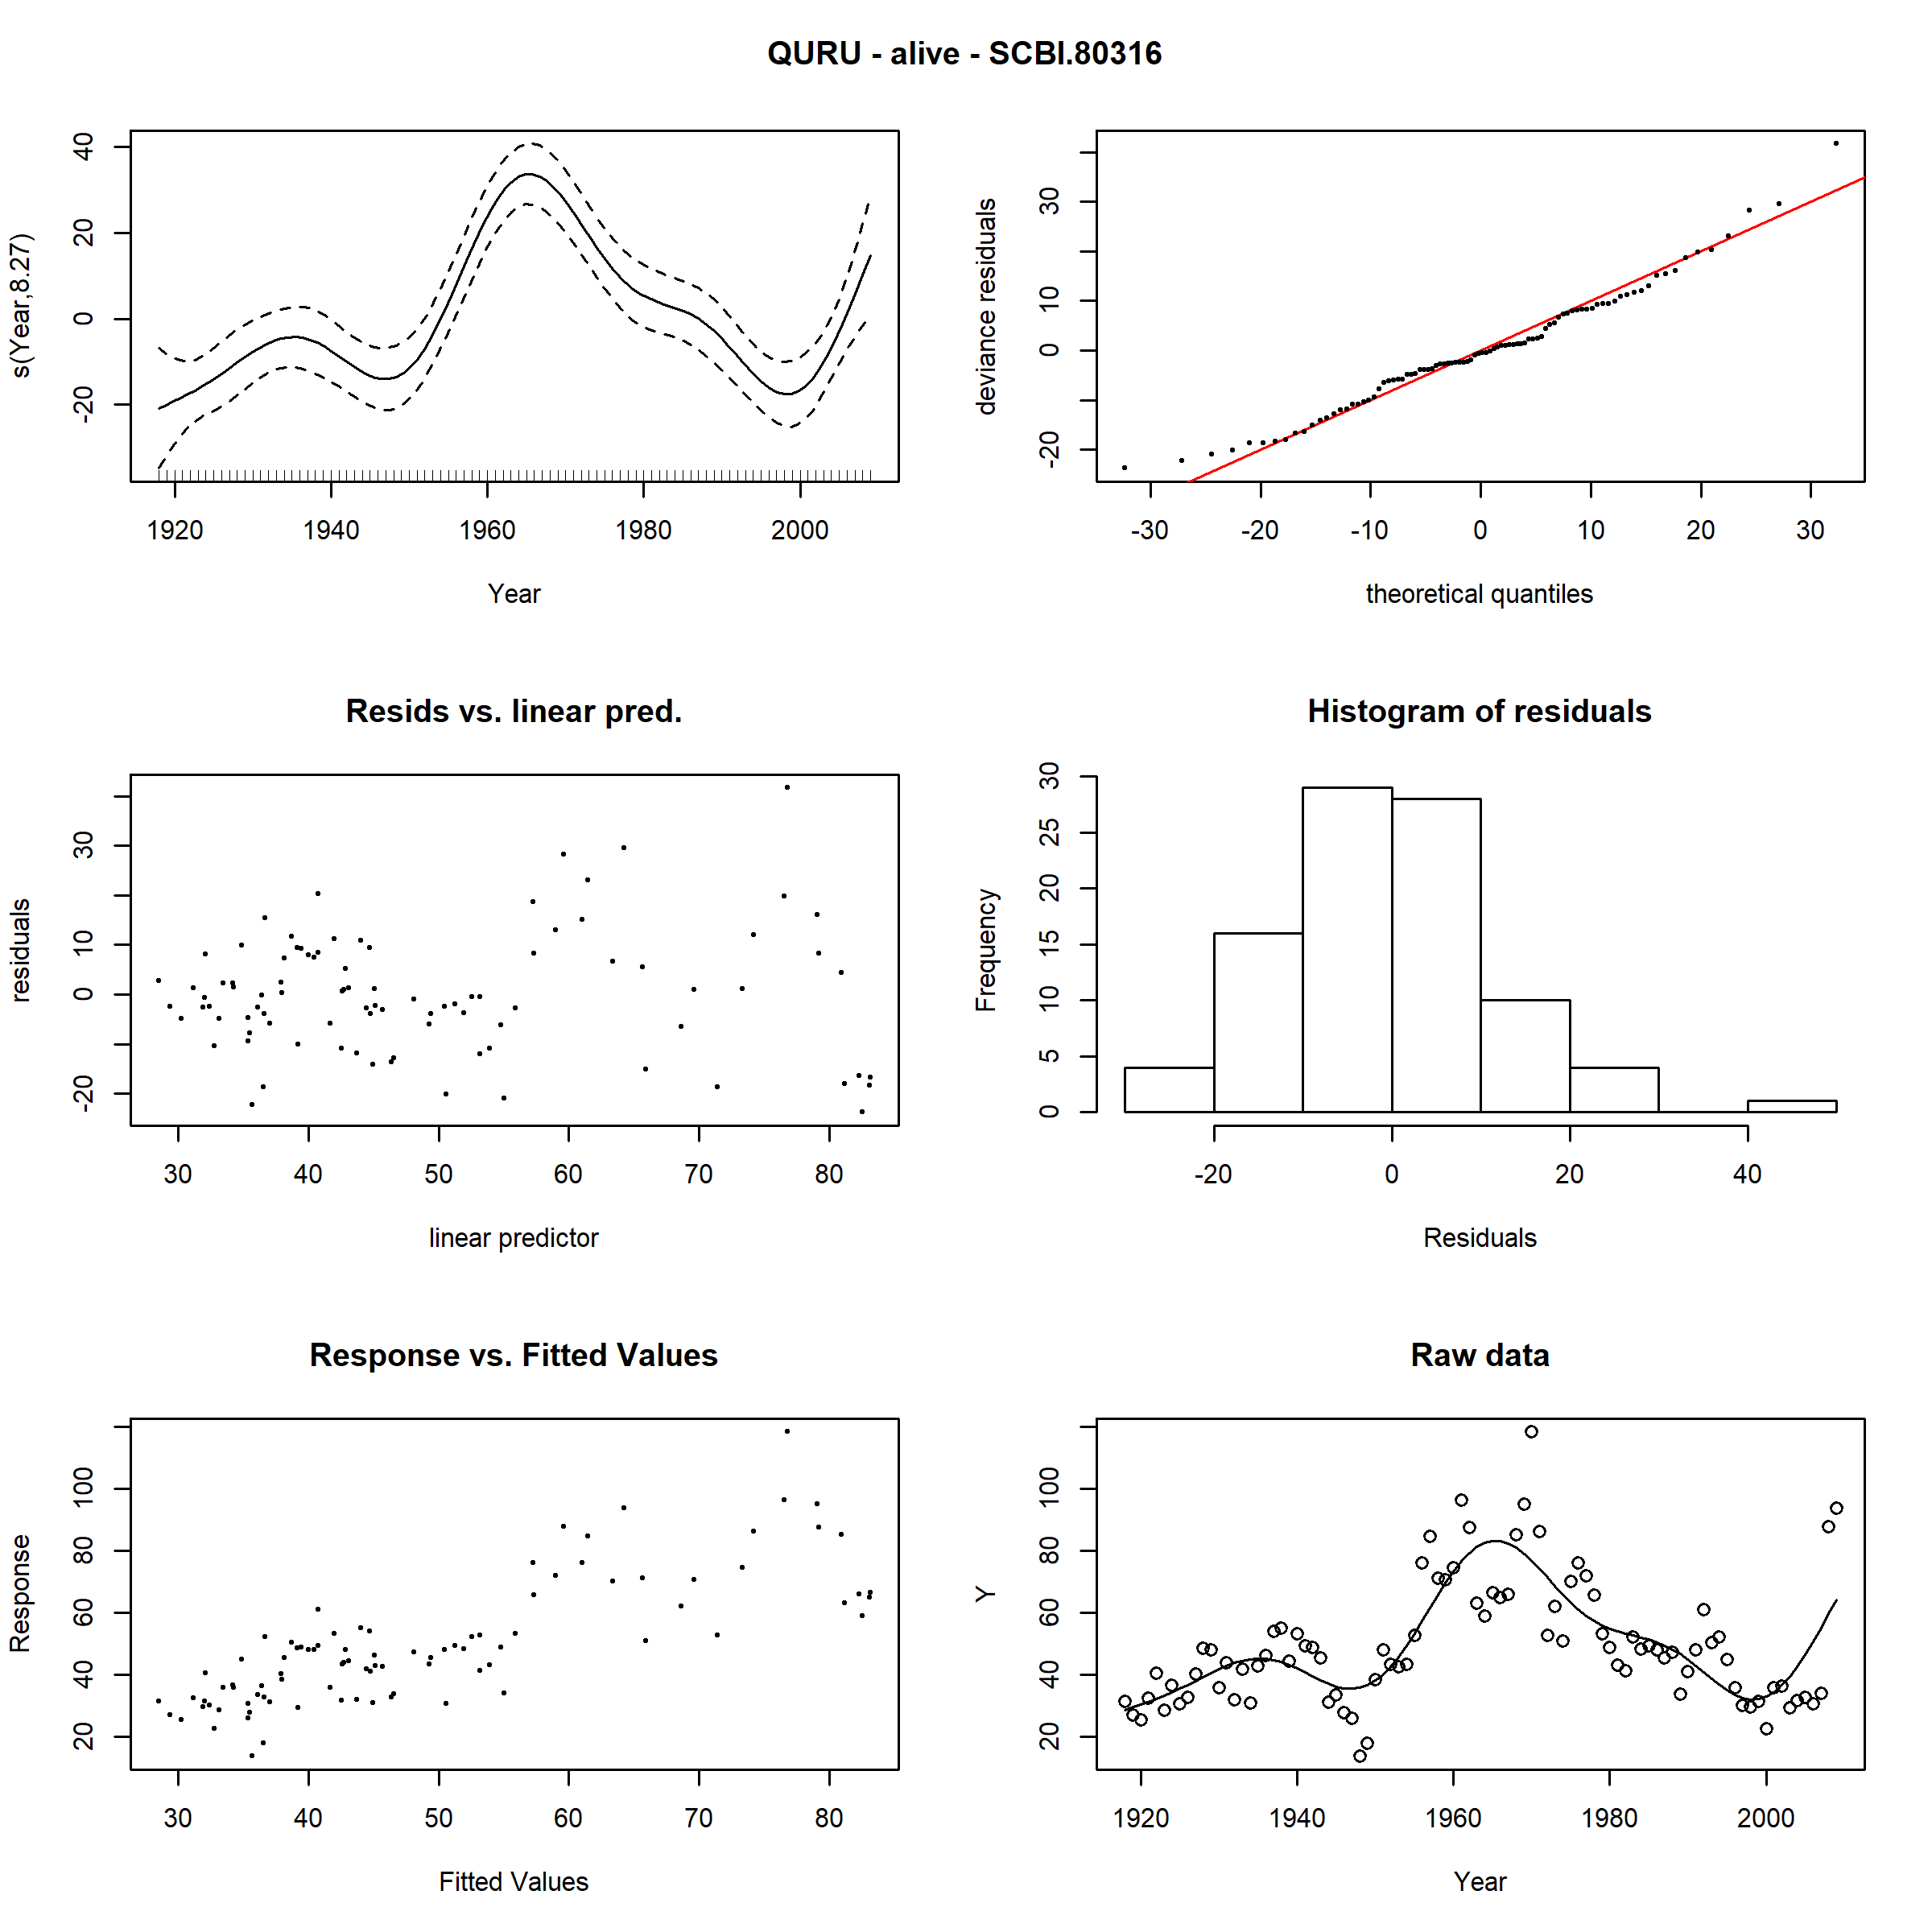 QURU - alive - SCBI.80316
s(Year,8.27)
40
20
0
-20
1920 1940 1960 1980 2000
Year
deviance residuals
30
10
0
-20
-30 -20 -10 0 10 20 30
theoretical quantiles
Resids vs. linear pred.
residuals
30
10
0
-20
30 40 50 60 70 80
linear predictor
Histogram of residuals
Frequency
30
25
20
15
10
5
0
-20 0 20 40
Residuals
Response vs. Fitted Values
Response
100
80
60
40
20
30 40 50 60 70 80
Fitted Values
Raw data
Y
100
80
60
40
20
1920 1940 1960 1980 2000
Year